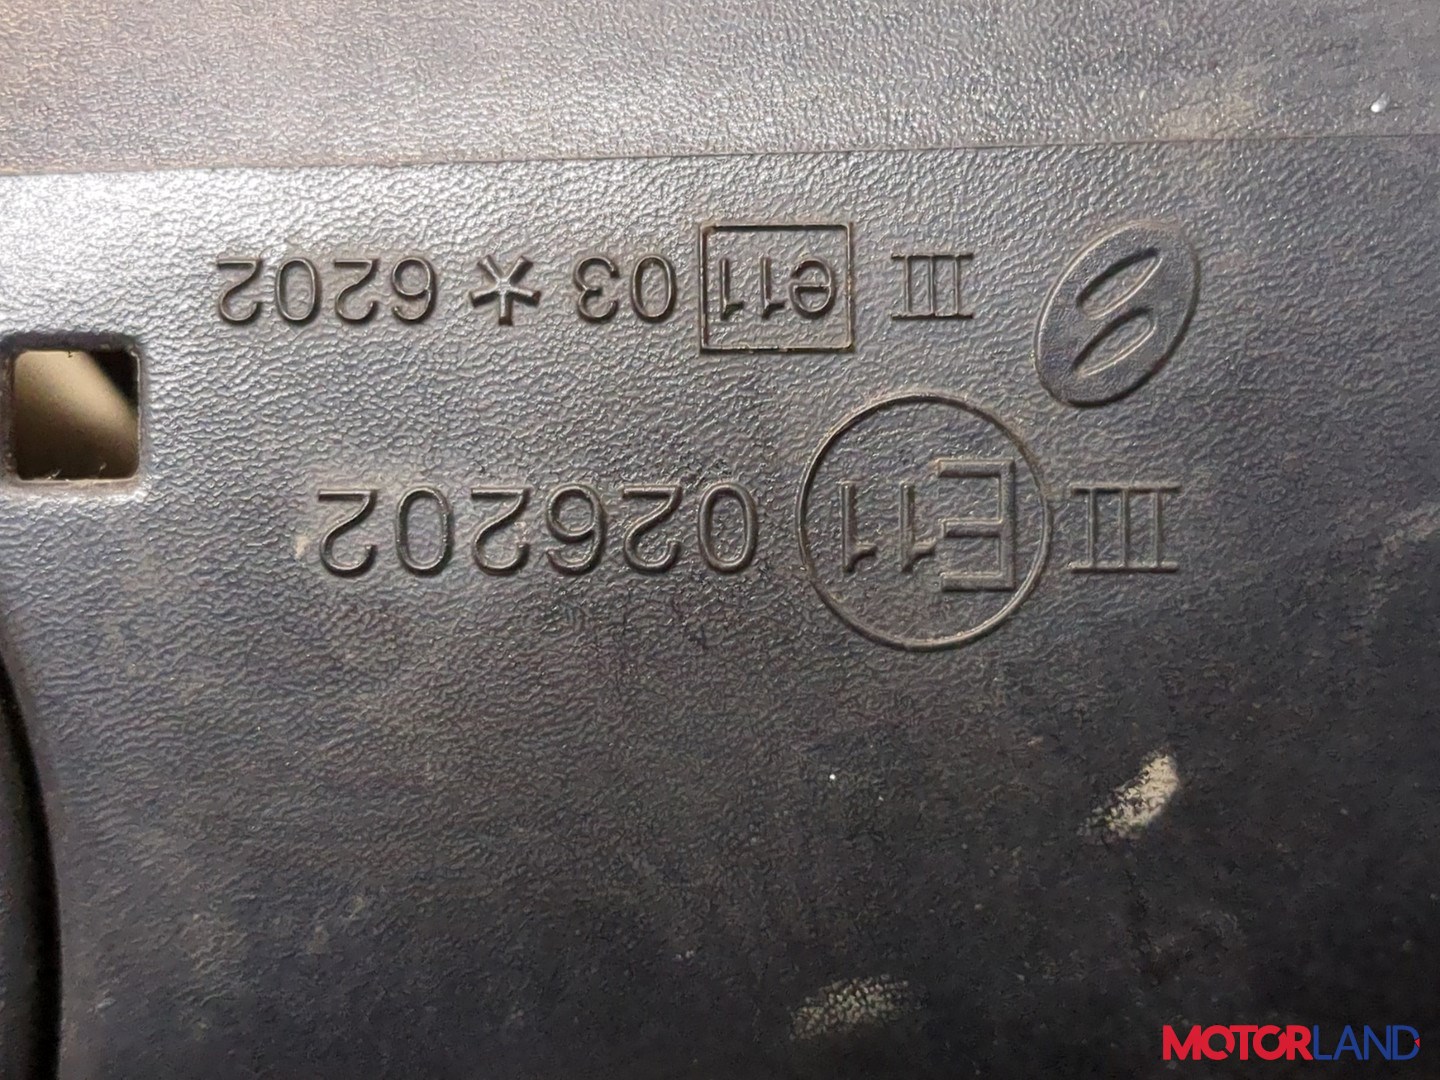 III E11 026202
III e11 03 * 6202
MOTORLAND